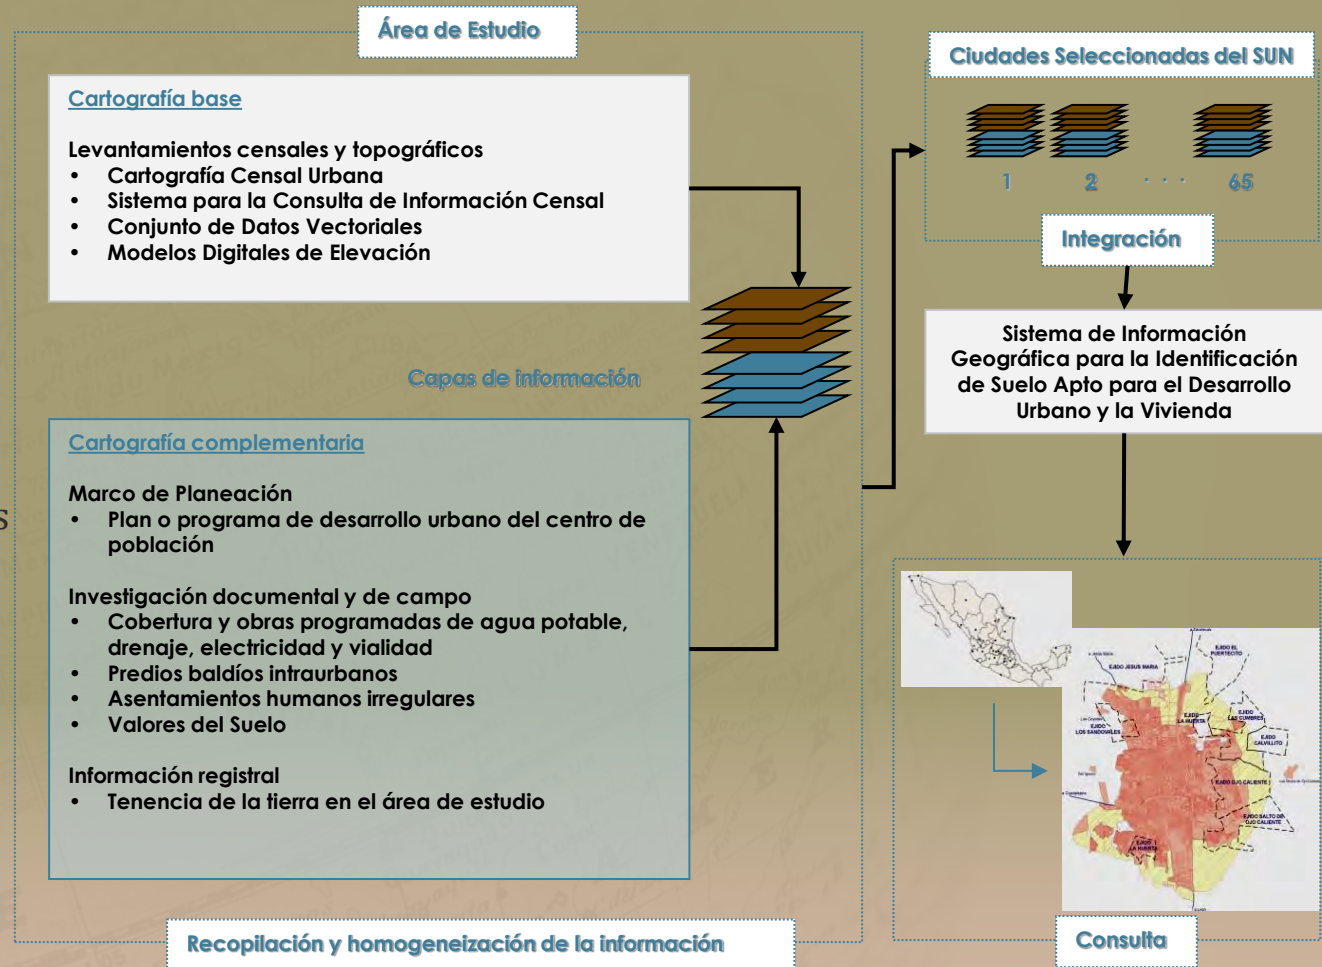 Área de Estudio
Cartografía base
Levantamientos censales y topográficos
• Cartografía Censal Urbana
• Sistema para la Consulta de Información Censal
• Conjunto de Datos Vectoriales
• Modelos Digitales de Elevación
Capas de información
Cartografía complementaria
Marco de Planeación
• Plan o programa de desarrollo urbano del centro de
población
Investigación documental y de campo
• Cobertura y obras programadas de agua potable,
drenaje, electricidad y vialidad
• Predios baldíos intraurbanos
• Asentamientos humanos irregulares
• Valores del Suelo
Información registral
• Tenencia de la tierra en el área de estudio
Recopilación y homogeneización de la información
s
Ciudades Seleccionadas del SUN
1 2 · · · 65
Integración
Sistema de Información
Geográfica para la Identificación
de Suelo Apto para el Desarrollo
Urbano y la Vivienda
EJIDO EL
PUERTECITO
EJIDO JESUS MARIA
EJIDO
LA HUERTA
EJIDO
LAS CUMBRES
EJIDO
LOS SANDOVALES
EJIDO
CALVILLITO
EJIDO OJO CALIENTE
EJIDO SALTO DE
OJO CALIENTE
EJIDO
LA HUERTA
Consulta